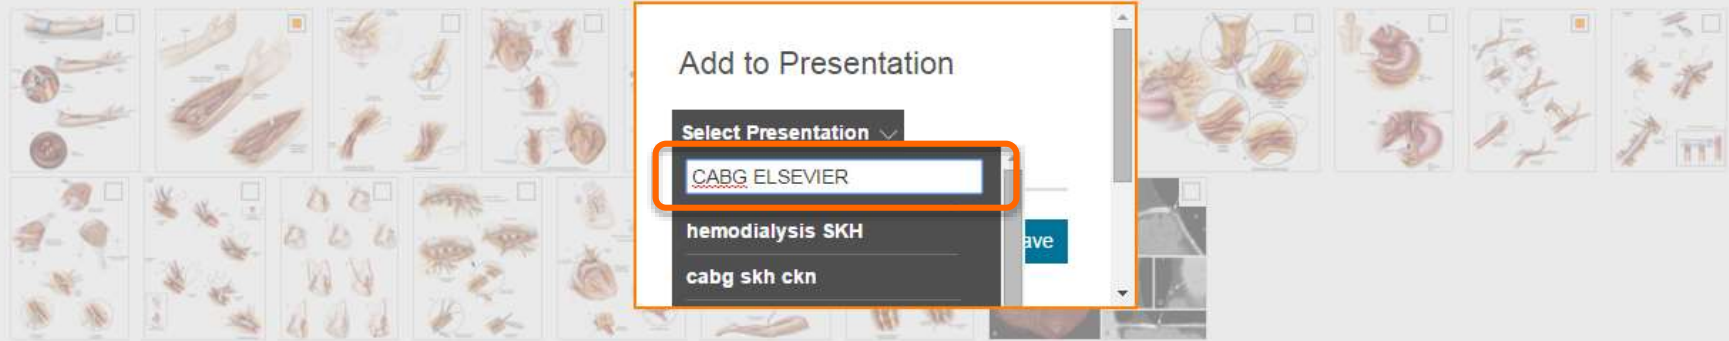 Add to Presentation
Select Presentation
CABG ELSEVIER
hemodialysis SKH
ave
cabg skh ckn